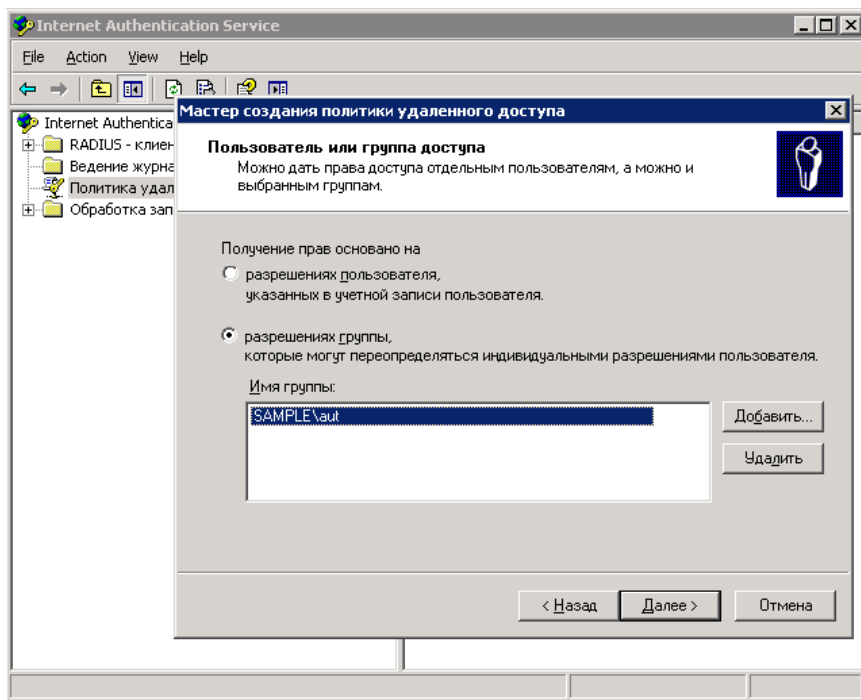 Internet Authentication Service
File Action View Help
Internet Authentica
RADIUS - клиен
Ведение журна
Политика удал
Обработка зап
Мастер создания политики удаленного доступа
Пользователь или группа доступа
Можно дать права доступа отдельным пользователям, а можно и
выбранным группам.
Получение прав основано на
разрешениях пользователя,
указанных в учетной записи пользователя.
разрешениях группы,
которые могут переопределяться индивидуальными разрешениями пользователя.
Имя группы:
SAMPLE\aut
Добавить...
Удалить
< Назад
Далее >
Отмена